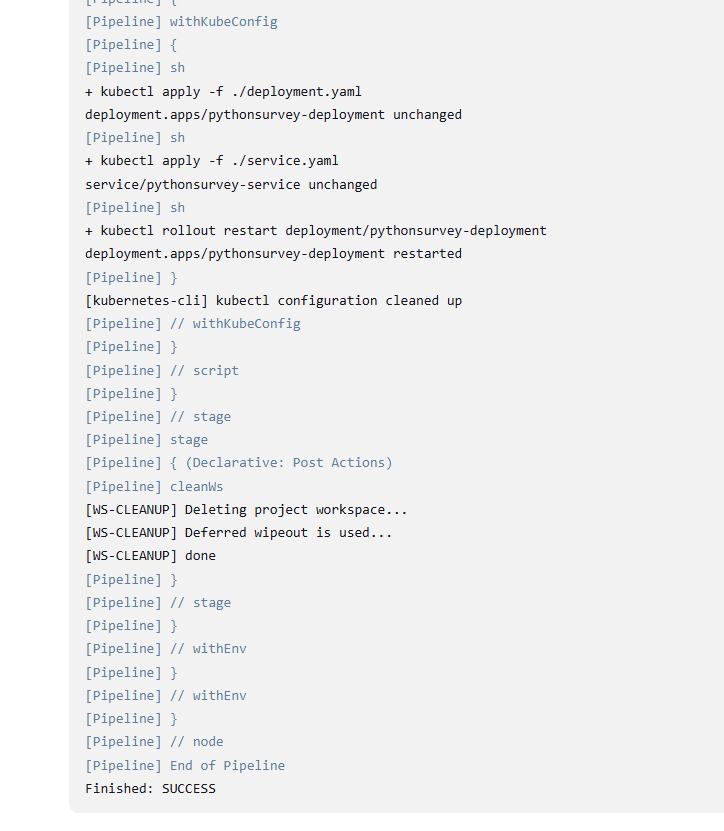 [Pipeline] {
[Pipeline] withKubeConfig
[Pipeline] {
[Pipeline] sh
+ kubectl apply -f ./deployment.yaml
deployment.apps/pythonsurvey-deployment unchanged
[Pipeline] sh
+ kubectl apply -f ./service.yaml
service/pythonsurvey-service unchanged
[Pipeline] sh
+ kubectl rollout restart deployment/pythonsurvey-deployment
deployment.apps/pythonsurvey-deployment restarted
[Pipeline] }
[kubernetes-cli] kubectl configuration cleaned up
[Pipeline] // withKubeConfig
[Pipeline] }
[Pipeline] // script
[Pipeline] }
[Pipeline] // stage
[Pipeline] stage
[Pipeline] { (Declarative: Post Actions)
[Pipeline] cleanWs
[WS-CLEANUP] Deleting project workspace...
[WS-CLEANUP] Deferred wipeout is used...
[WS-CLEANUP] done
[Pipeline] }
[Pipeline] // stage
[Pipeline] }
[Pipeline] // withEnv
[Pipeline] }
[Pipeline] // withEnv
[Pipeline] }
[Pipeline] // node
[Pipeline] End of Pipeline
Finished: SUCCESS